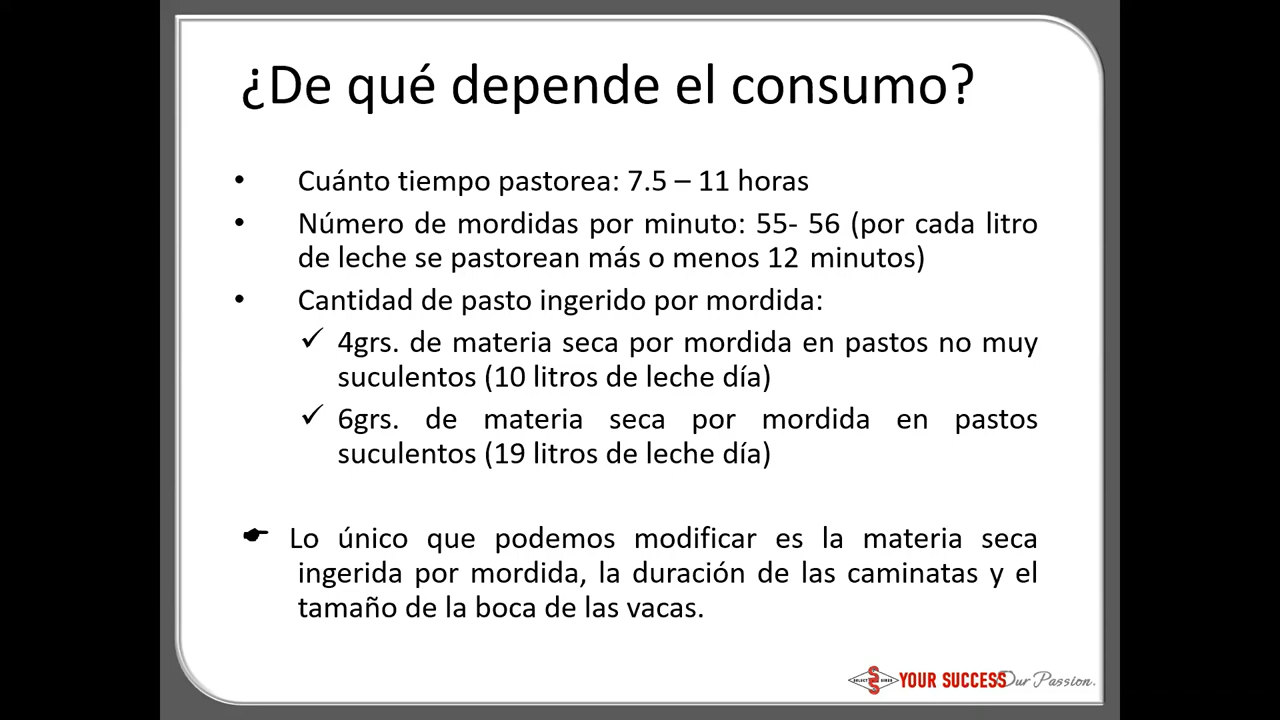 ¿De qué depende el consumo?
• Cuánto tiempo pastorea: 7.5 – 11 horas
• Número de mordidas por minuto: 55- 56 (por cada litro
de leche se pastorean más o menos 12 minutos)
• Cantidad de pasto ingerido por mordida:
✓ 4grs. de materia seca por mordida en pastos no muy
suculentos (10 litros de leche día)
✓ 6grs. de materia seca por mordida en pastos
suculentos (19 litros de leche día)
☛ Lo único que podemos modificar es la materia seca
ingerida por mordida, la duración de las caminatas y el
tamaño de la boca de las vacas.
SELECT SIRES YOUR SUCCESS Our Passion.